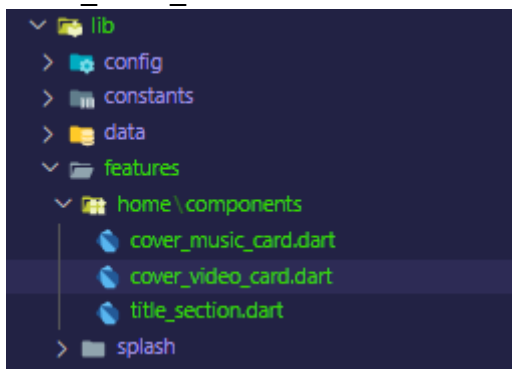 lib
config
constants
data
features
home\components
cover_music_card.dart
cover_video_card.dart
title_section.dart
splash